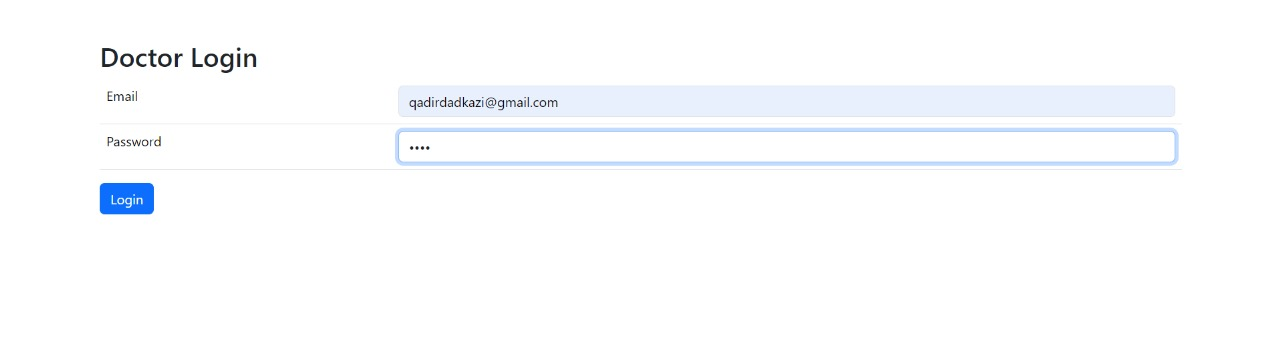 Doctor Login
Email
qadirdadkazi@gmail.com
Password
••••
Login